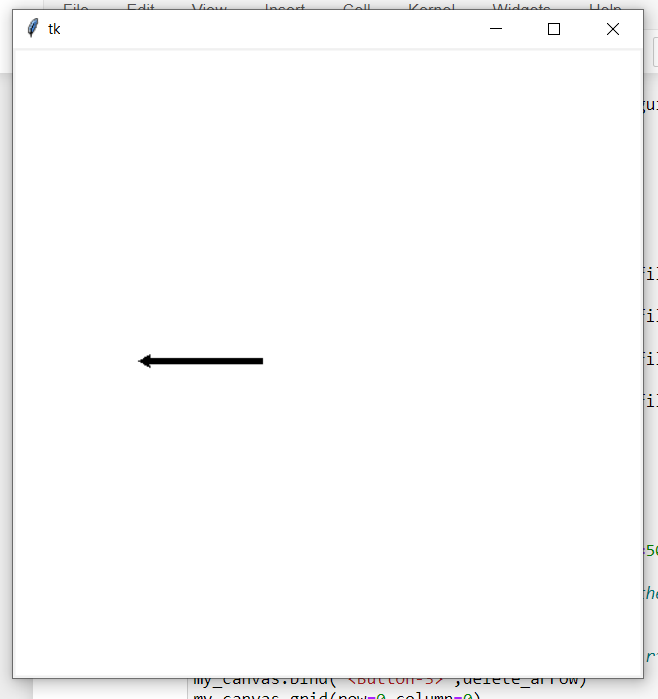 File Edit View Insert Cell Kernel Widgets Help
tk
gui
fil
fil
fil
fil
=50
the
my_canvas.bind("<Button-3>",delete_arrow)
my_canvas.grid(row=0,column=0)